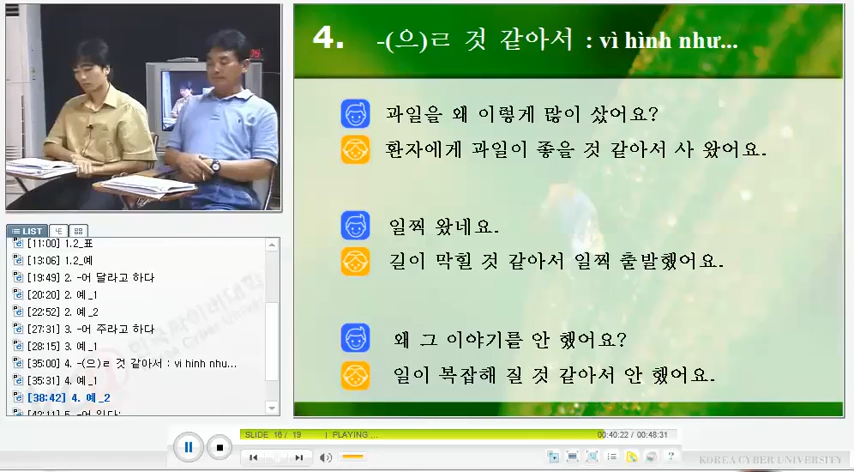 4. -(으)ㄹ 것 같아서 : vì hình như...
과일을 왜 이렇게 많이 샀어요?
환자에게 과일이 좋을 것 같아서 사 왔어요.
일찍 왔네요.
길이 막힐 것 같아서 일찍 출발했어요.
왜 그 이야기를 안 했어요?
일이 복잡해 질 것 같아서 안 했어요.
LIST
[11:00] 1.2_표
[13:06] 1.2_예
[19:49] 2. -어 달라고 하다
[20:20] 2. 예_1
[22:52] 2. 예_2
[27:31] 3. -어 주라고 하다
[28:15] 3. 예_1
[35:00] 4. -(으)ㄹ 것 같아서 : vi hinh nhu...
[35:31] 4. 예_1
[38:42] 4. 예_2
SLIDE 16 / 19 | PLAYING ...
00:40:22 / 00:48:31
KOREA CYBER UNIVERSITY